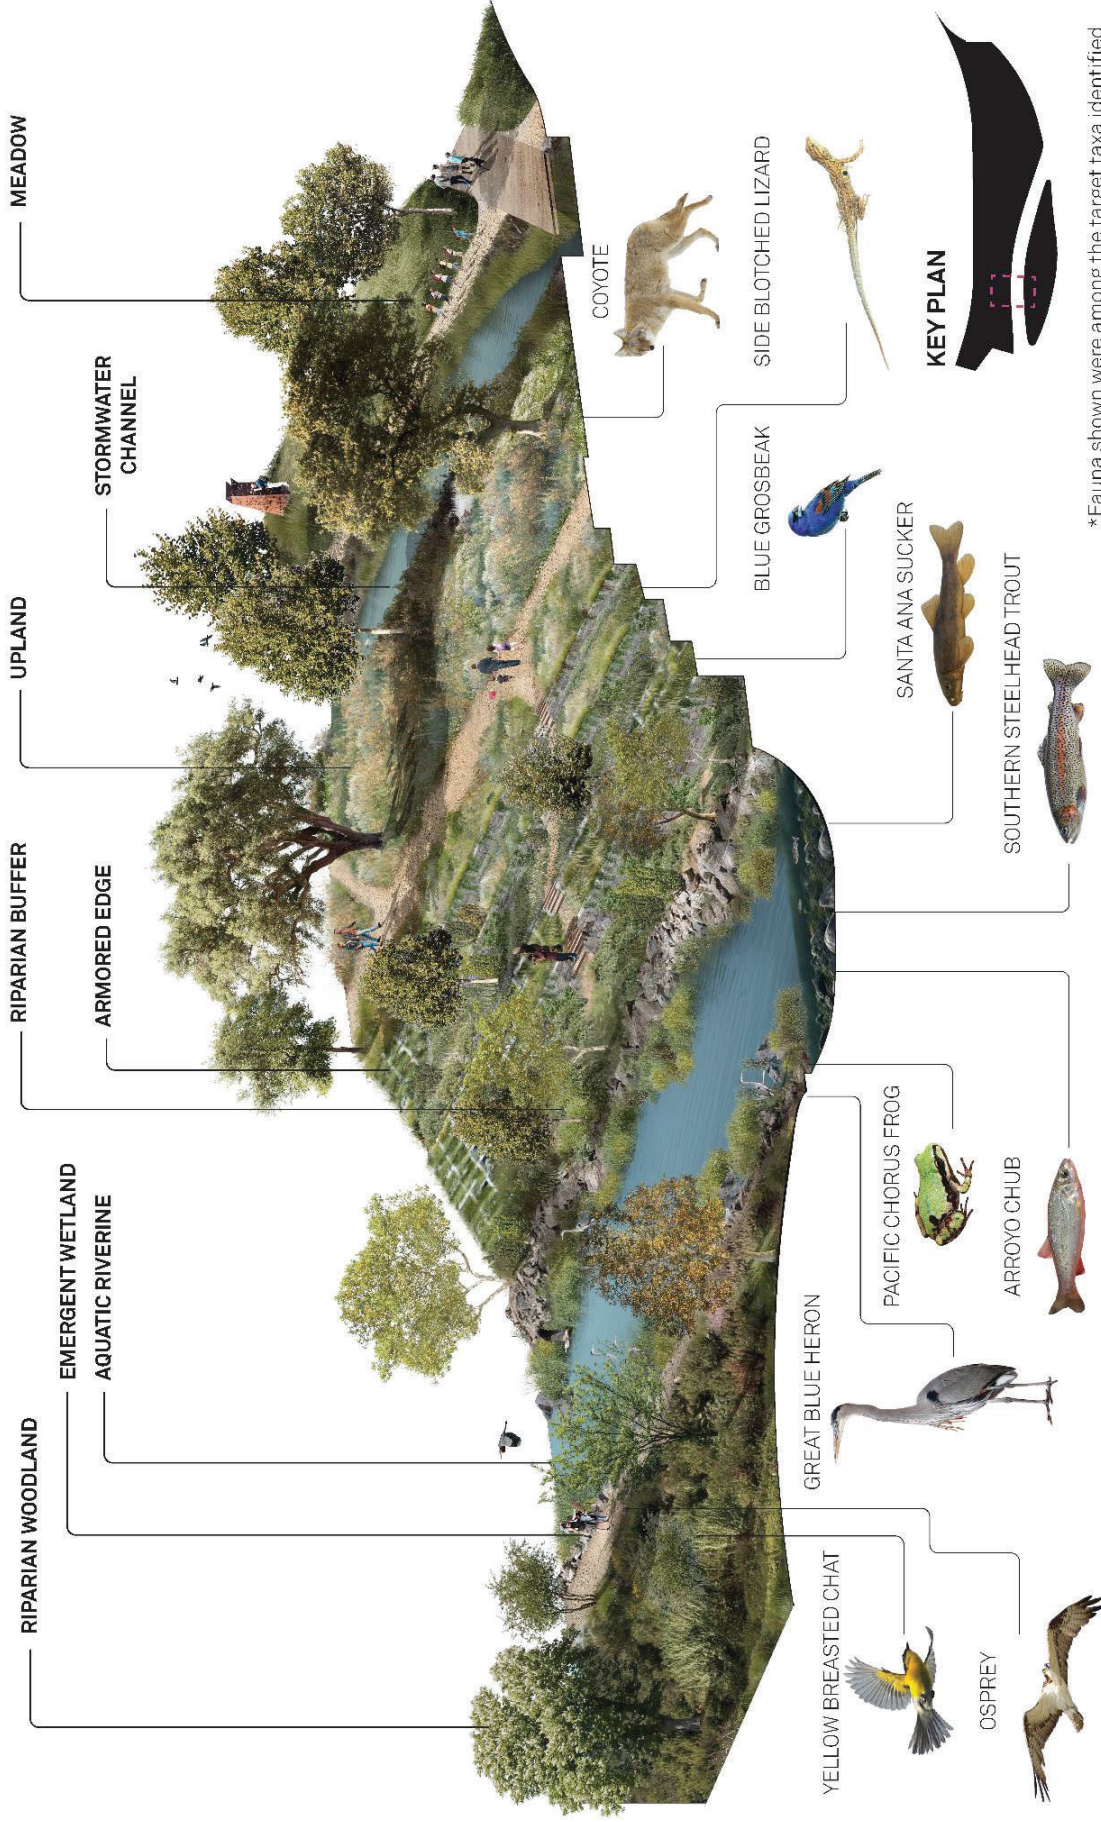 RIPARIAN WOODLAND
EMERGENT WETLAND
AQUATIC RIVERINE
RIPARIAN BUFFER
ARMORED EDGE
UPLAND
STORMWATER
CHANNEL
MEADOW
YELLOW BREASTED CHAT
OSPREY
GREAT BLUE HERON
PACIFIC CHORUS FROG
ARROYO CHUB
SOUTHERN STEELHEAD TROUT
SANTA ANA SUCKER
BLUE GROSBEAK
SIDE BLOTCHED LIZARD
COYOTE
KEY PLAN
*Fauna shown were among the target taxa identified